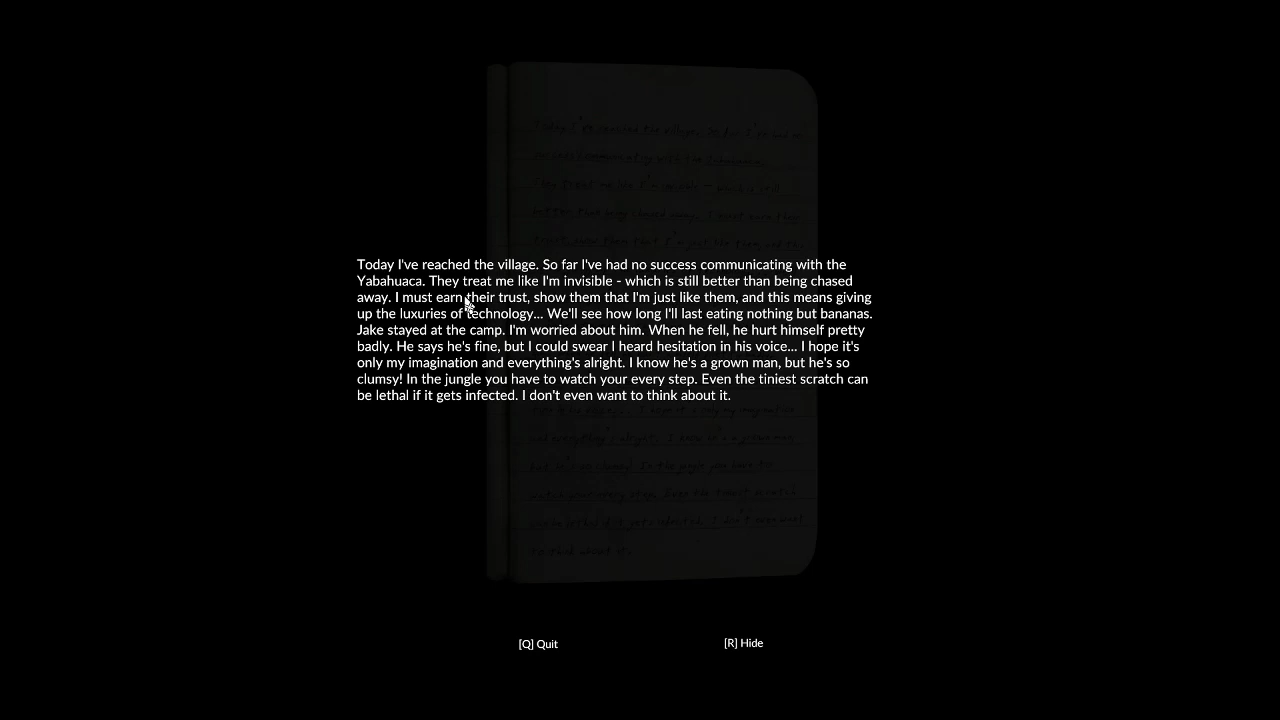 Today I've reached the village. So far I've had no success communicating with the
Yabahuaca. They treat me like I'm invisible - which is still better than being chased
away. I must earn their trust, show them that I'm just like them, and this means giving
up the luxuries of technology... We'll see how long I'll last eating nothing but bananas.
Jake stayed at the camp. I'm worried about him. When he fell, he hurt himself pretty
badly. He says he's fine, but I could swear I heard hesitation in his voice... I hope it's
only my imagination and everything's alright. I know he's a grown man, but he's so
clumsy! In the jungle you have to watch your every step. Even the tiniest scratch can
be lethal if it gets infected. I don't even want to think about it.
[Q] Quit
[R] Hide